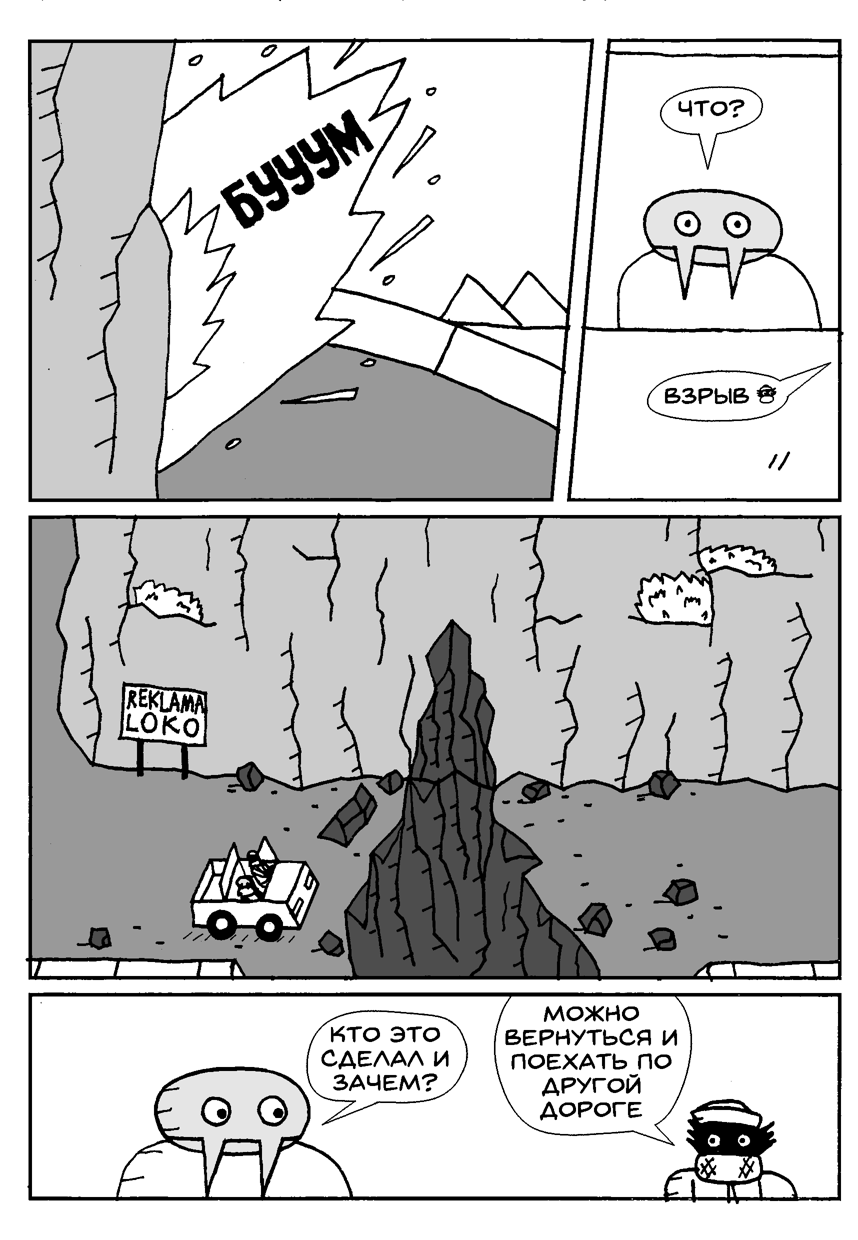 БУУУМ
ЧТО?
ВЗРЫВ
REKLAMA
LOKO
КТО ЭТО
СДЕЛАЛ И
ЗАЧЕМ?
МОЖНО
ВЕРНУТЬСЯ И
ПОЕХАТЬ ПО
ДРУГОЙ
ДОРОГЕ